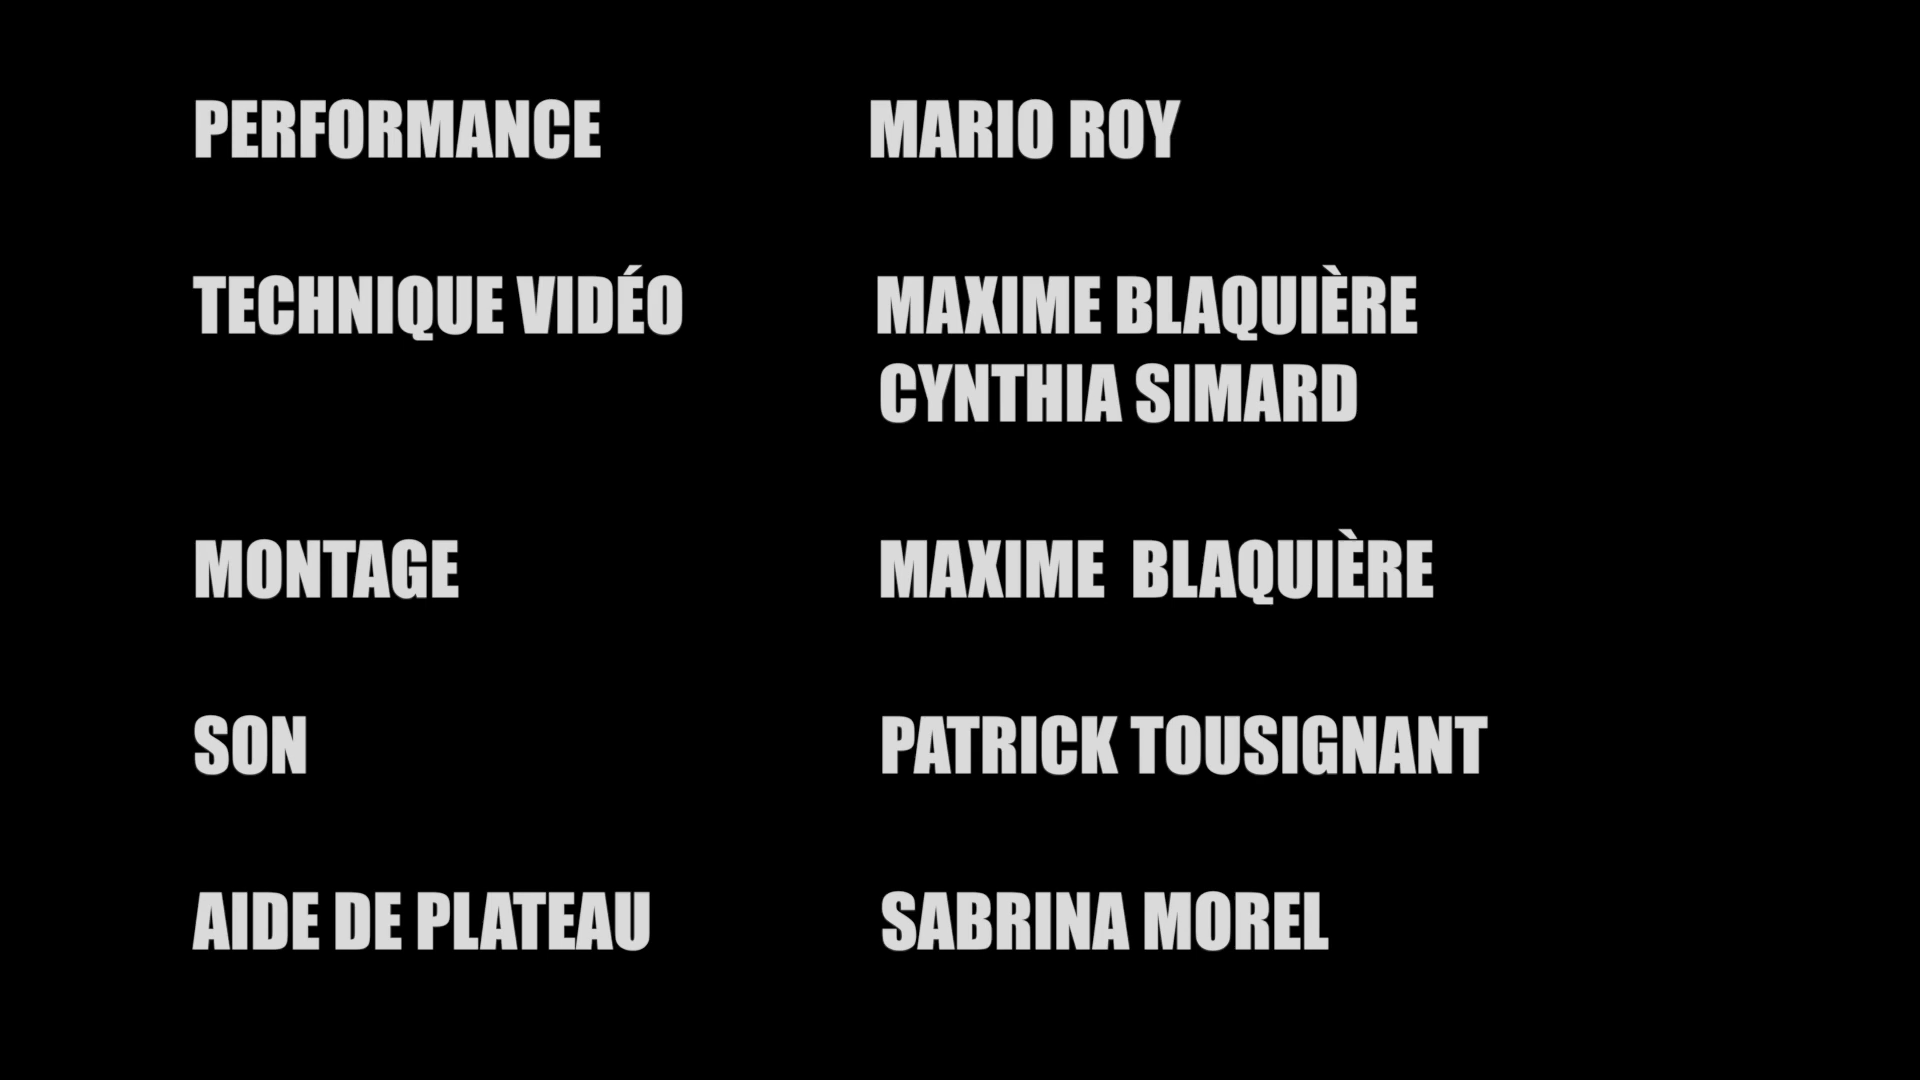 PERFORMANCE MARIO ROY
TECHNIQUE VIDÉO MAXIME BLAQUIÈRE
CYNTHIA SIMARD
MONTAGE MAXIME BLAQUIÈRE
SON PATRICK TOUSIGNANT
AIDE DE PLATEAU SABRINA MOREL